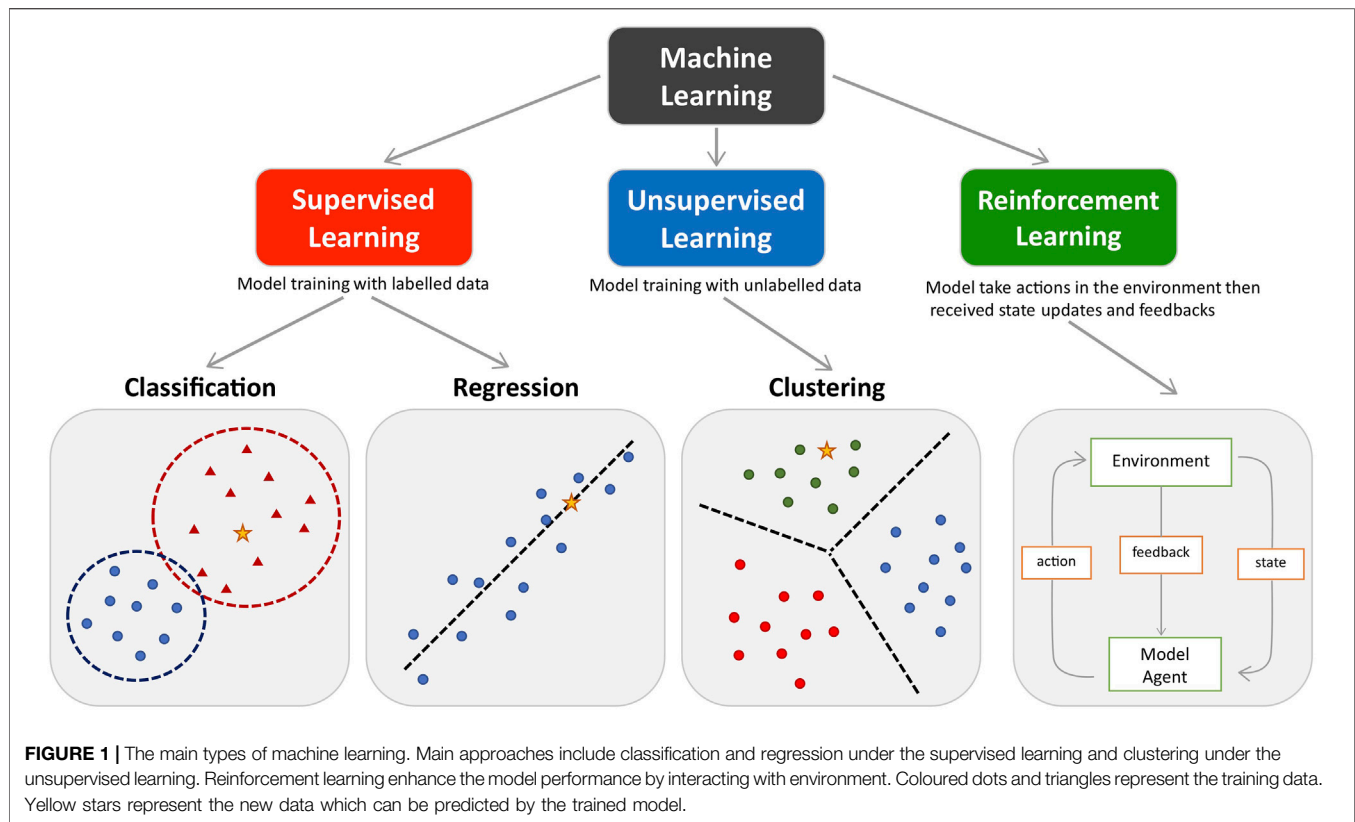 Machine
Learning
Supervised
Learning
Unsupervised
Learning
Reinforcement
Learning
Model training with labelled data
Model training with unlabelled data
Model take actions in the environment then
received state updates and feedbacks
Classification
Regression
Clustering
Environment
action
feedback
state
Model
Agent
FIGURE 1 | The main types of machine learning. Main approaches include classification and regression under the supervised learning and clustering under the
unsupervised learning. Reinforcement learning enhance the model performance by interacting with environment. Coloured dots and triangles represent the training data.
Yellow stars represent the new data which can be predicted by the trained model.